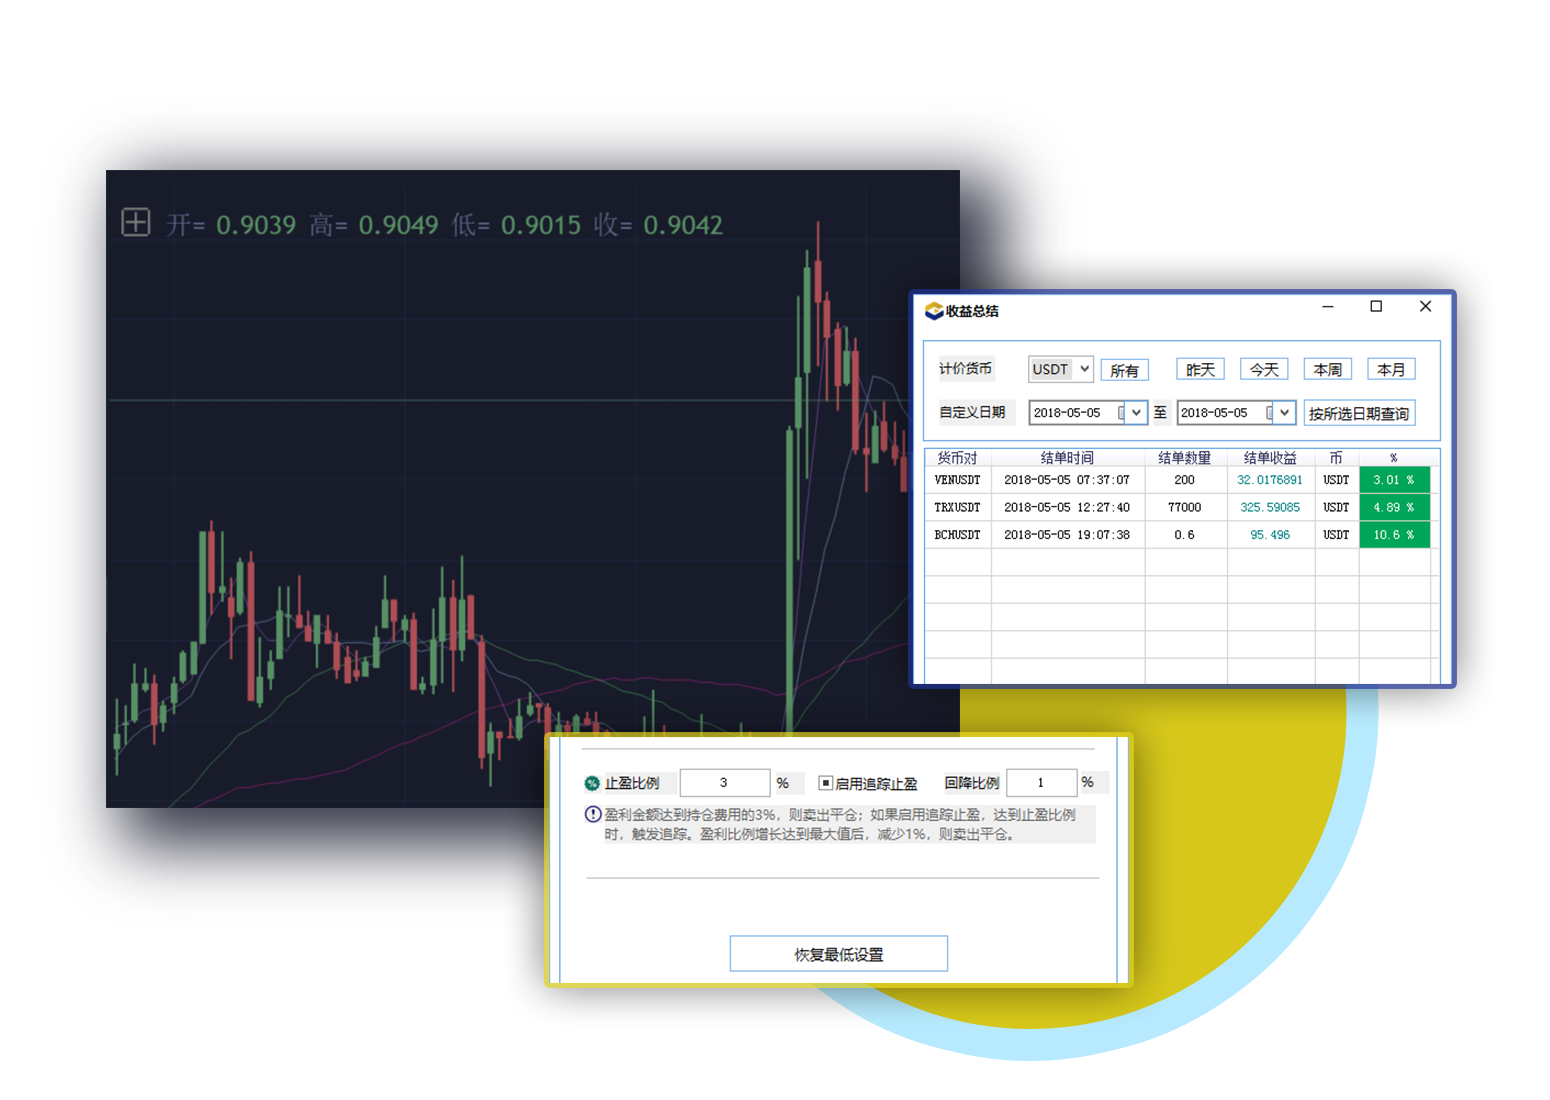 开= 0.9039 高= 0.9049 低= 0.9015 收= 0.9042
收益总结
计价货币 USDT 所有 昨天 今天 本周 本月
自定义日期 2018-05-05 至 2018-05-05 按所选日期查询
货币对 结单时间 结单数量 结单收益 币 %
VENUSDT 2018-05-05 07:37:07 200 32.0176891 USDT 3.01 %
TRXUSDT 2018-05-05 12:27:40 77000 325.59085 USDT 4.89 %
BCHUSDT 2018-05-05 19:07:38 0.6 95.496 USDT 10.6 %
% 止盈比例 3 % 启用追踪止盈 回降比例 1 %
盈利金额达到持仓费用的3%，则卖出平仓；如果启用追踪止盈，达到止盈比例
时，触发追踪。盈利比例增长达到最大值后，减少1%，则卖出平仓。
恢复最低设置